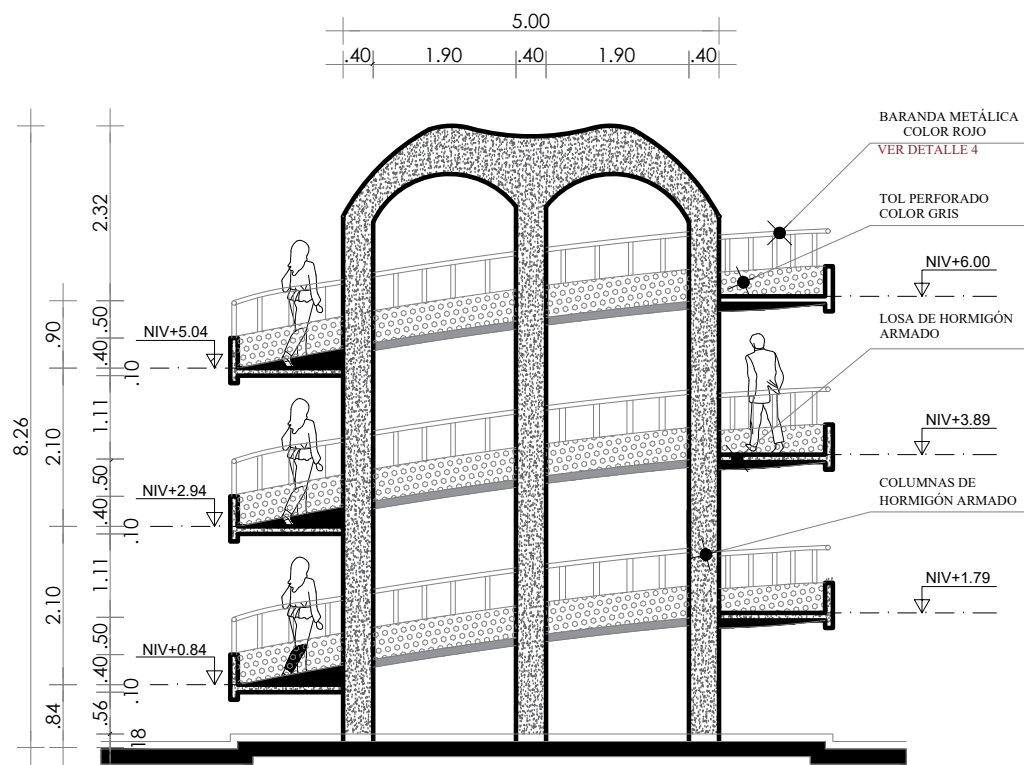 5.00
.40 1.90 .40 1.90 .40
BARANDA METÁLICA
COLOR ROJO
VER DETALLE 4
TOL PERFORADO
COLOR GRIS
NIV+6.00
LOSA DE HORMIGÓN
ARMADO
NIV+3.89
COLUMNAS DE
HORMIGÓN ARMADO
NIV+1.79
NIV+5.04
NIV+2.94
NIV+0.84
8.26
.90
2.10
2.10
.84
2.32
.50
.40
.10
1.11
.50
.40
.10
1.11
.50
.40
.10
.56
18